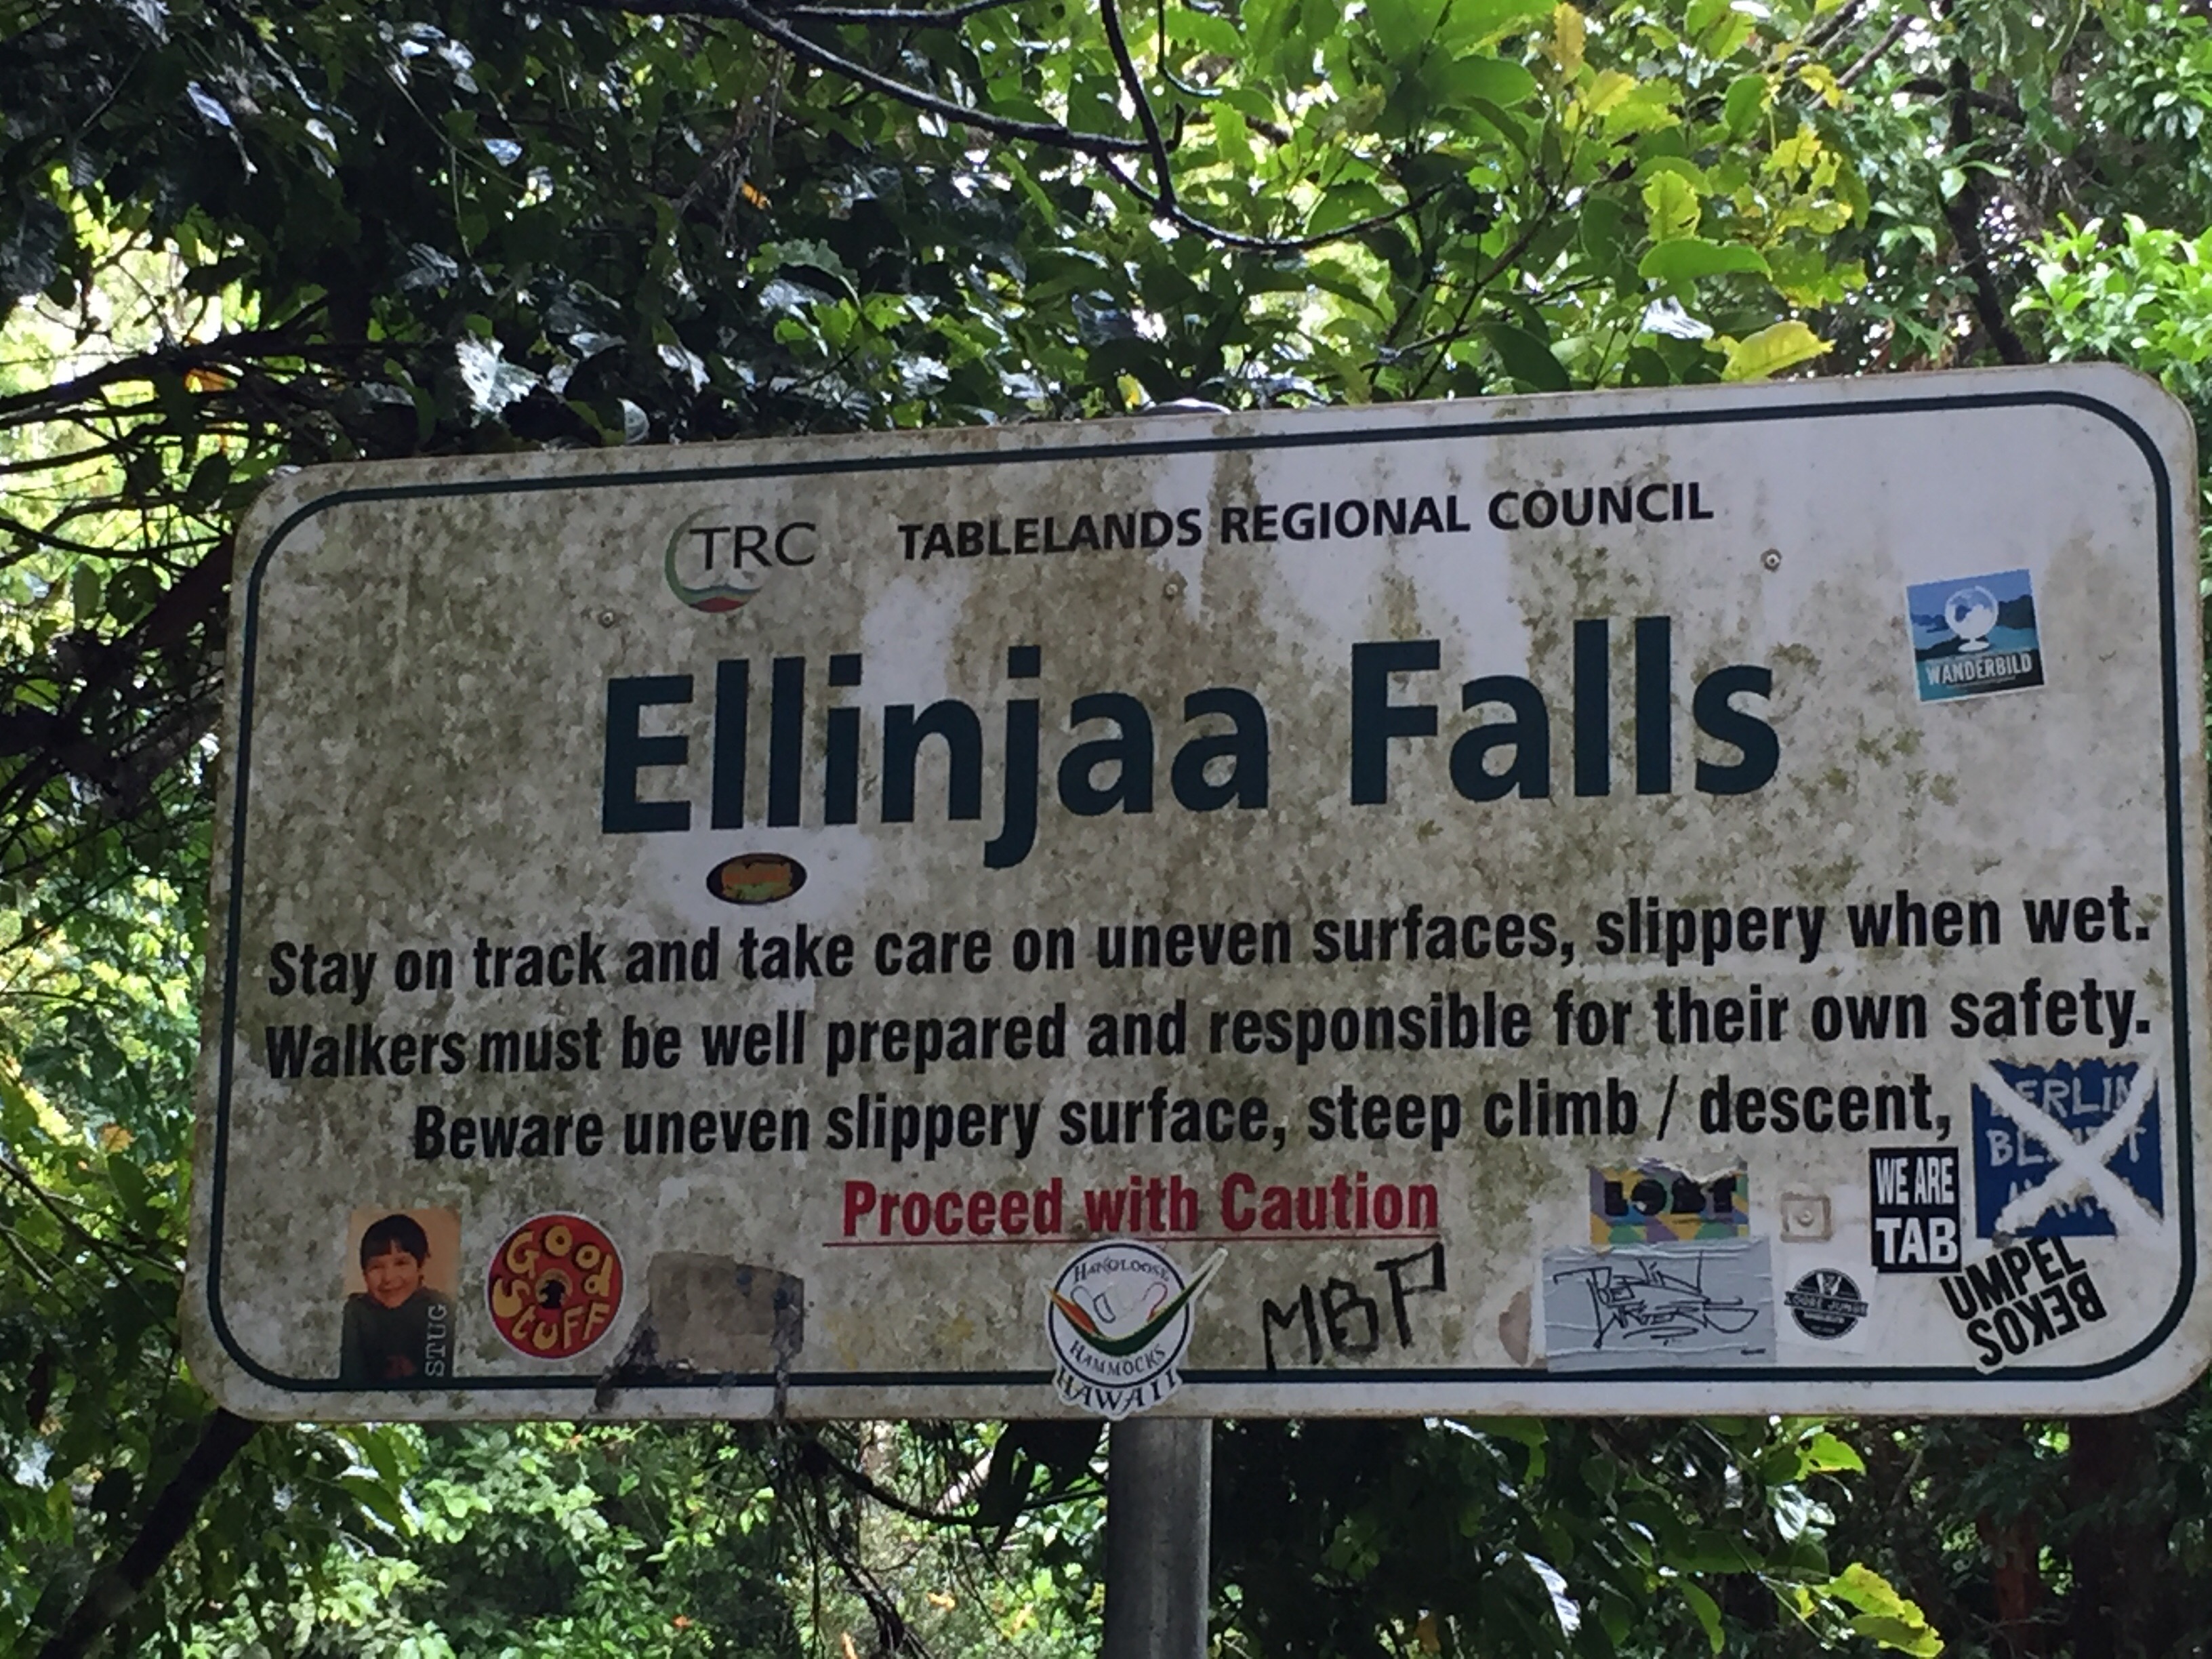 TRC TABLELANDS REGIONAL COUNCIL
Ellinjaa Falls
WANDERBILD
Stay on track and take care on uneven surfaces, slippery when wet.
Walkers must be well prepared and responsible for their own safety.
Beware uneven slippery surface, steep climb / descent,
Proceed with Caution
WE ARE
TAB
STUG
GOOD
STUFF
HANGLOOSE
HAMMOCKS
HAWAII
MBP
UMPEL
BEKOS